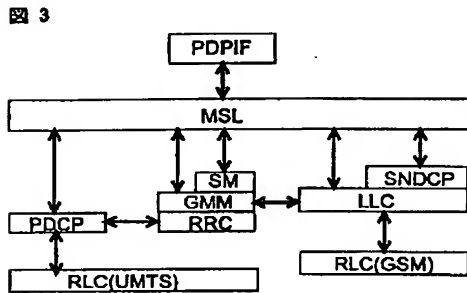 図 3
PDPIF
MSL
SM
SNDCP
GMM
LLC
PDCP
RRC
RLC(UMTS)
RLC(GSM)